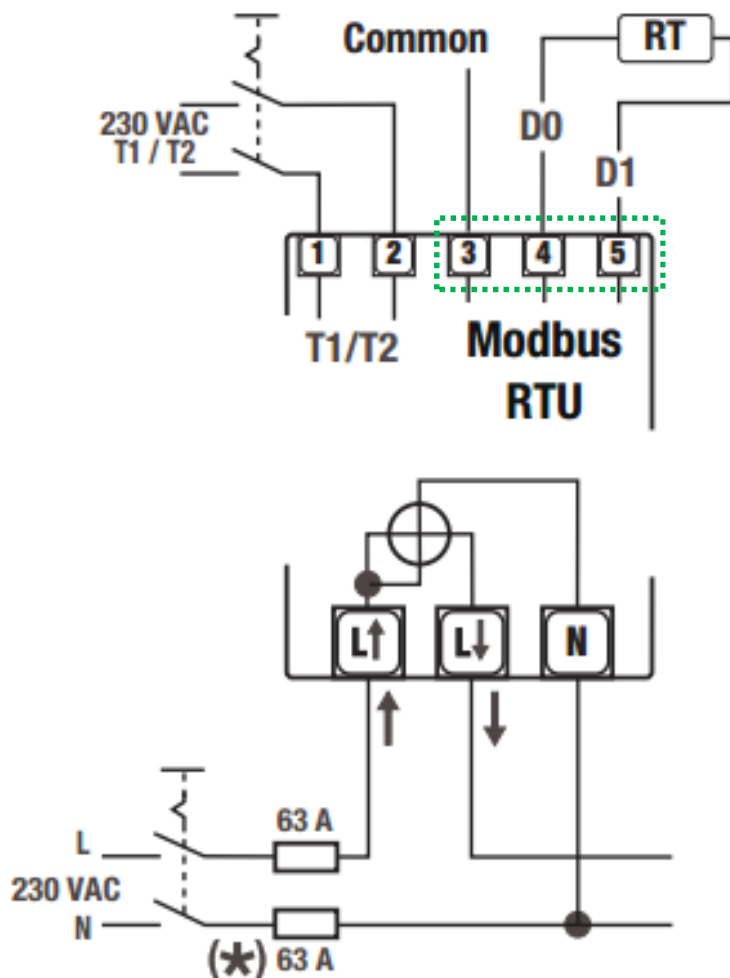 Common
RT
230 VAC
T1 / T2
D0
D1
1 2 3 4 5
T1/T2
Modbus
RTU
L↑ L↓ N
63 A
L
230 VAC
N
(*) 63 A